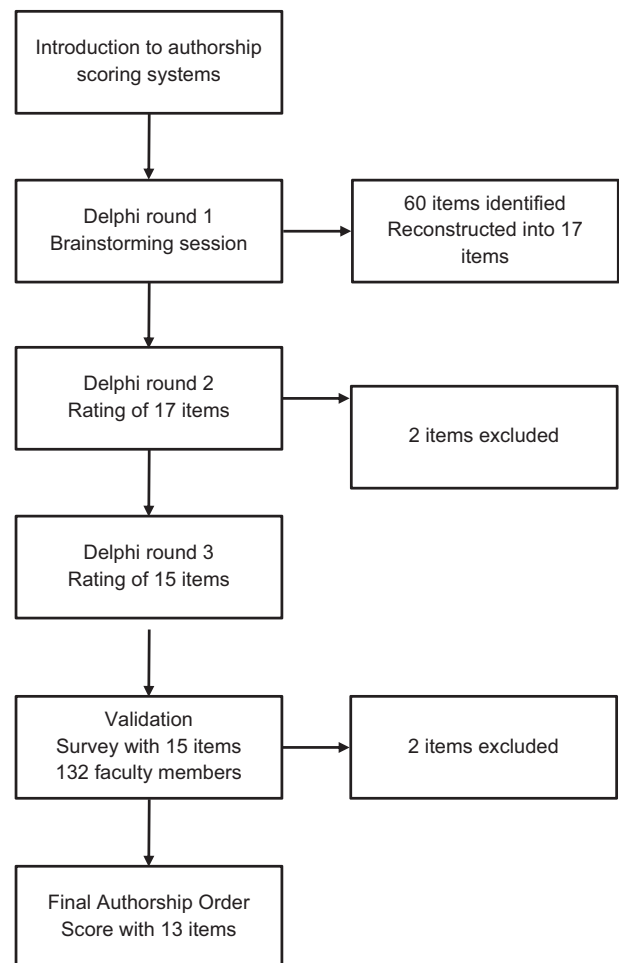 Introduction to authorship
scoring systems
Delphi round 1
Brainstorming session
60 items identified
Reconstructed into 17
items
Delphi round 2
Rating of 17 items
2 items excluded
Delphi round 3
Rating of 15 items
Validation
Survey with 15 items
132 faculty members
2 items excluded
Final Authorship Order
Score with 13 items